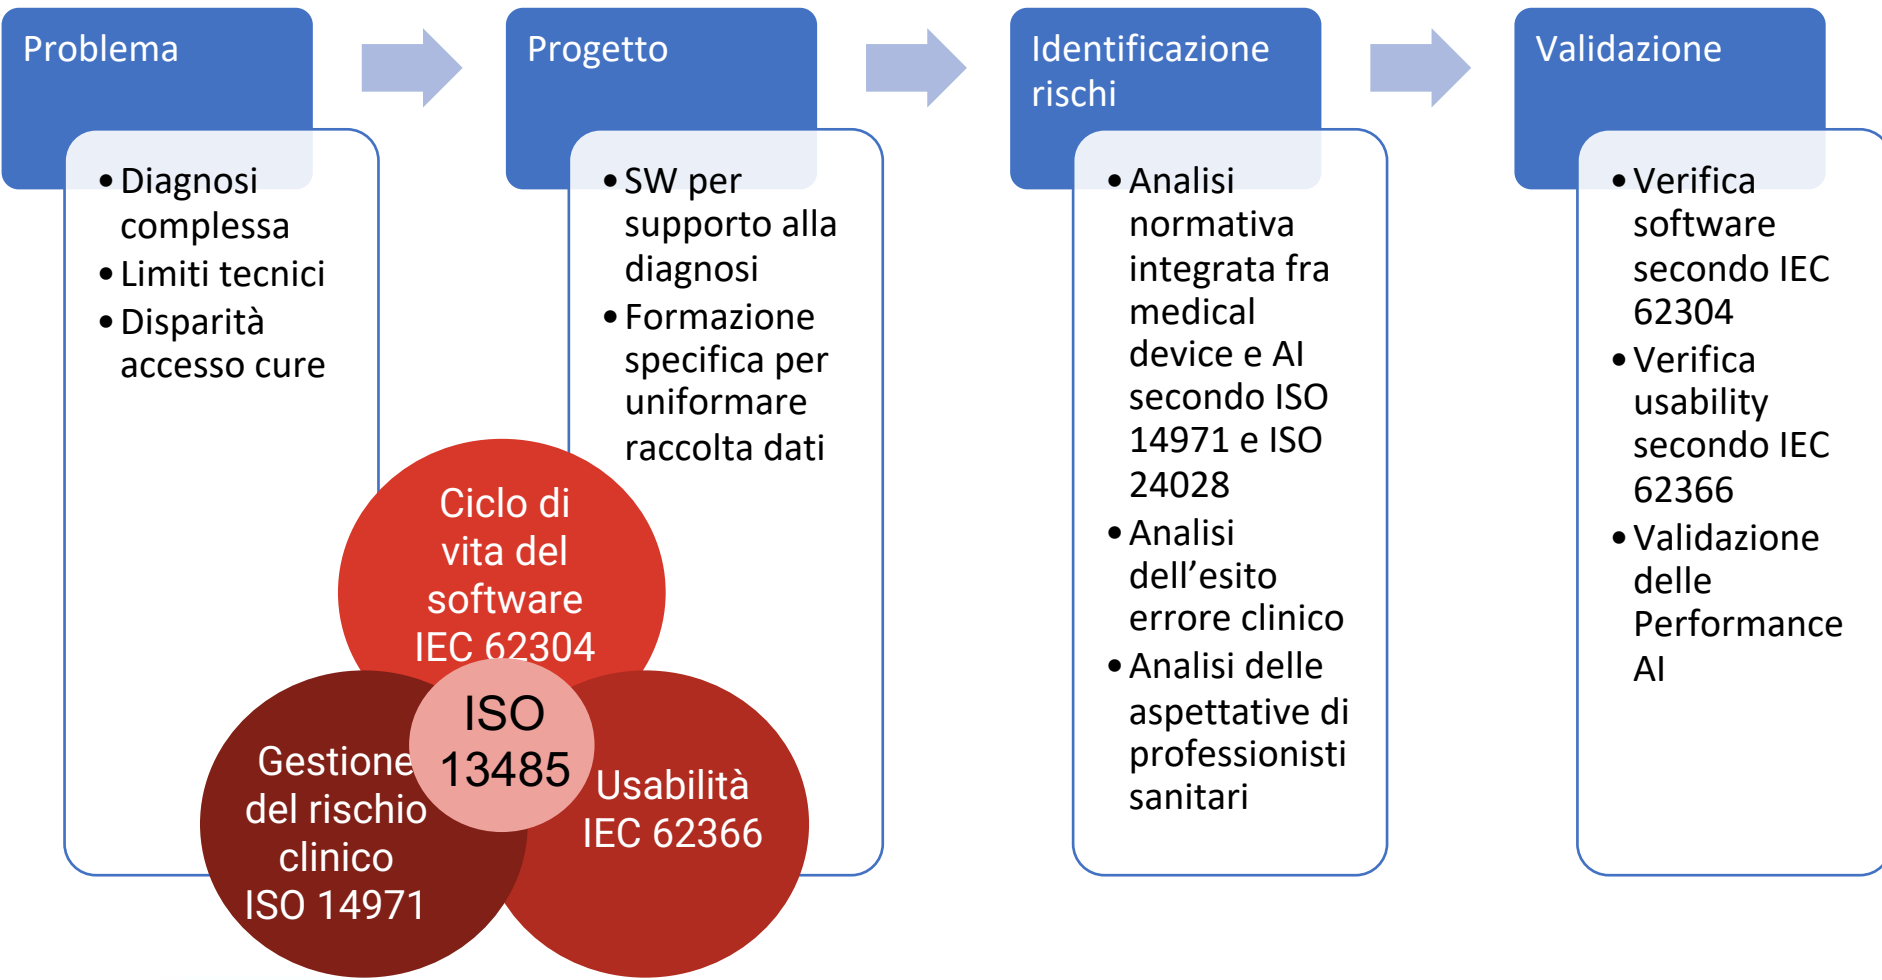 Problema
• Diagnosi
complessa
• Limiti tecnici
• Disparità
accesso cure
Progetto
• SW per
supporto alla
diagnosi
• Formazione
specifica per
uniformare
raccolta dati
Identificazione
rischi
• Analisi
normativa
integrata fra
medical
device e AI
secondo ISO
14971 e ISO
24028
• Analisi
dell’esito
errore clinico
• Analisi delle
aspettative di
professionisti
sanitari
Validazione
• Verifica
software
secondo IEC
62304
• Verifica
usability
secondo IEC
62366
• Validazione
delle
Performance
AI
Ciclo di
vita del
software
IEC 62304
ISO
13485
Gestione
del rischio
clinico
ISO 14971
Usabilità
IEC 62366